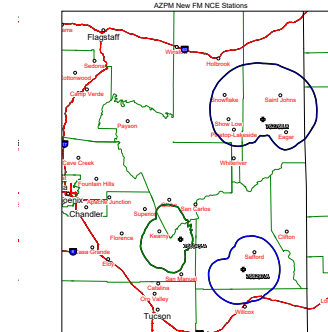 AZPM New FM NCE Stations
Flagstaff
Winslow
Holbrook
Sedona
Cottonwood
Camp Verde
Snowflake
Saint Johns
Payson
Show Low
Pinetop-Lakeside
Eagar
Cave Creek
Whiteriver
Fountain Hills
Phoenix
Apache Junction
Chandler
Superior
Globe
San Carlos
Florence
Kearny
Clifton
Casa Grande
Eloy
Safford
San Manuel
Catalina
Oro Valley
Willcox
Tucson